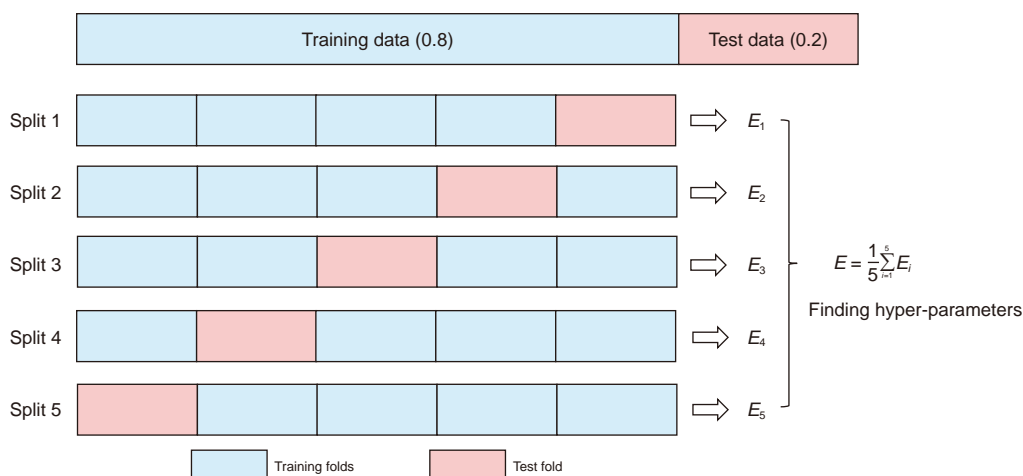 Training data (0.8) Test data (0.2)
Split 1 E₁
Split 2 E₂
Split 3 E₃
E = 1/5 ∑ᵢ₌₁⁵ Eᵢ
Finding hyper-parameters
Split 4 E₄
Split 5 E₅
Training folds Test fold